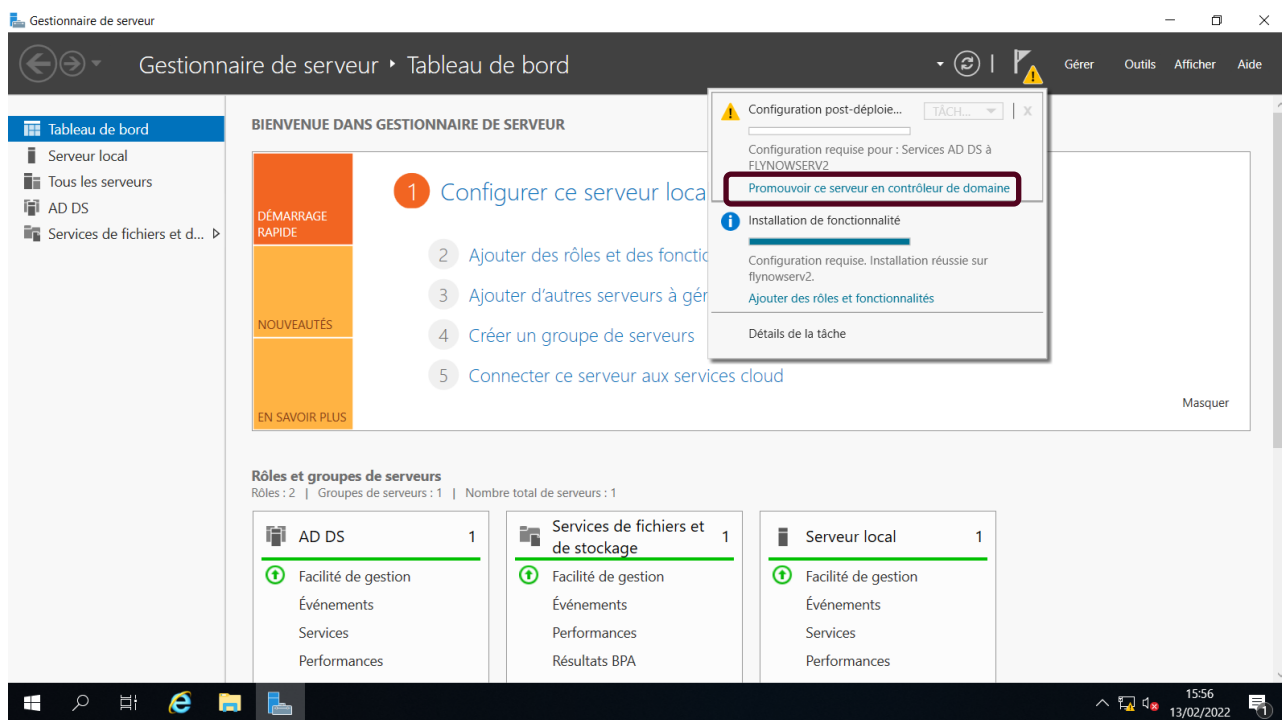 Gestionnaire de serveur
Gestionnaire de serveur ‣ Tableau de bord
Gérer Outils Afficher Aide
Tableau de bord
Serveur local
Tous les serveurs
AD DS
Services de fichiers et d...
BIENVENUE DANS GESTIONNAIRE DE SERVEUR
DÉMARRAGE
RAPIDE
NOUVEAUTÉS
EN SAVOIR PLUS
1 Configurer ce serveur loca
2 Ajouter des rôles et des fonctio
3 Ajouter d'autres serveurs à gér
4 Créer un groupe de serveurs
5 Connecter ce serveur aux services cloud
Masquer
Configuration post-déploie... TÂCH... X
Configuration requise pour : Services AD DS à
FLYNOWSERV2
Promouvoir ce serveur en contrôleur de domaine
Installation de fonctionnalité
Configuration requise. Installation réussie sur
flynowserv2.
Ajouter des rôles et fonctionnalités
Détails de la tâche
Rôles et groupes de serveurs
Rôles : 2 | Groupes de serveurs : 1 | Nombre total de serveurs : 1
AD DS 1
Facilité de gestion
Événements
Services
Performances
Services de fichiers et
de stockage 1
Facilité de gestion
Événements
Performances
Résultats BPA
Serveur local 1
Facilité de gestion
Événements
Services
Performances
15:56
13/02/2022
1